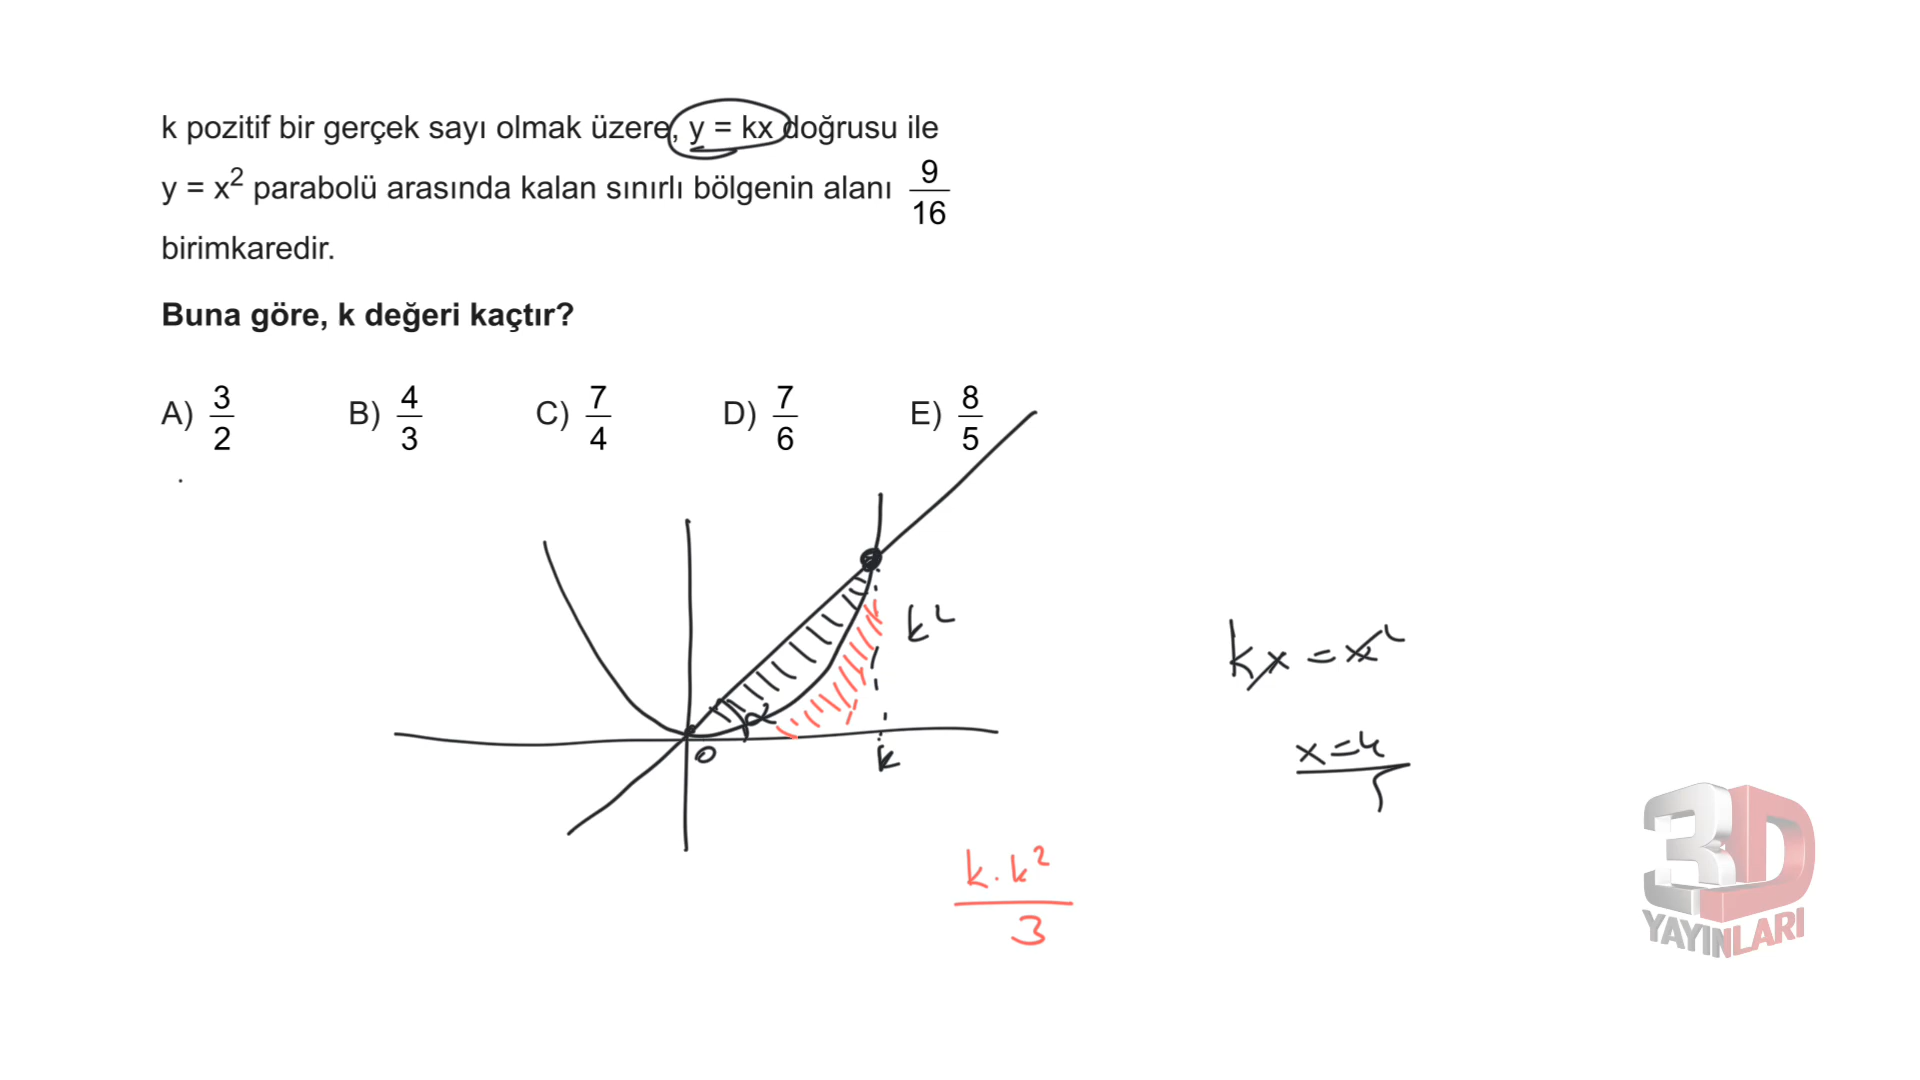 k pozitif bir gerçek sayı olmak üzere, y = kx doğrusu ile
y = x² parabolü arasında kalan sınırlı bölgenin alanı 9/16
birimkaredir.
Buna göre, k değeri kaçtır?
A) 3/2 B) 4/3 C) 7/4 D) 7/6 E) 8/5
k²
kx = x²
α
O
k
x = k
k . k²
3
3D
YAYINLARI